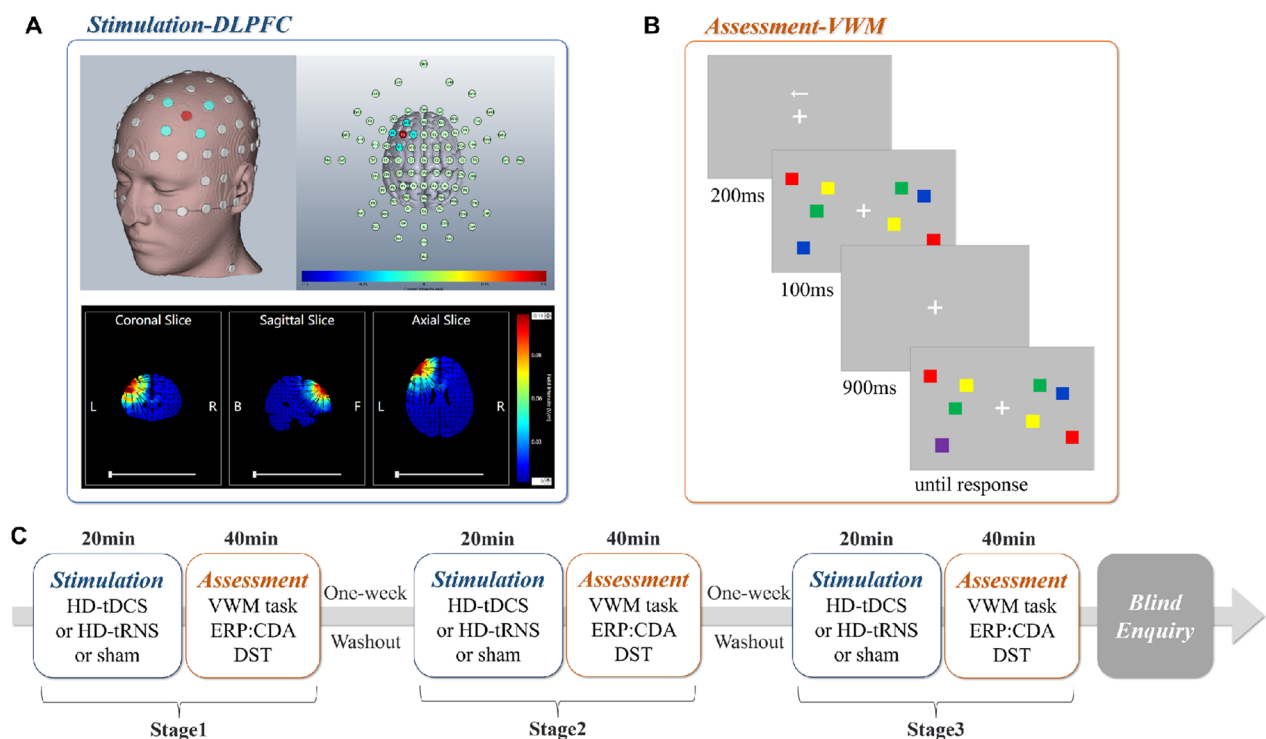 A
Stimulation-DLPFC
Coronal Slice
Sagittal Slice
Axial Slice
L
R
B
F
L
R
B
Assessment-VWM
200ms
100ms
900ms
until response
C
20min
40min
20min
40min
20min
40min
Stimulation
HD-tDCS
or HD-tRNS
or sham
Assessment
VWM task
ERP:CDA
DST
One-week
Washout
Stimulation
HD-tDCS
or HD-tRNS
or sham
Assessment
VWM task
ERP:CDA
DST
One-week
Washout
Stimulation
HD-tDCS
or HD-tRNS
or sham
Assessment
VWM task
ERP:CDA
DST
Blind
Enquiry
Stage1
Stage2
Stage3